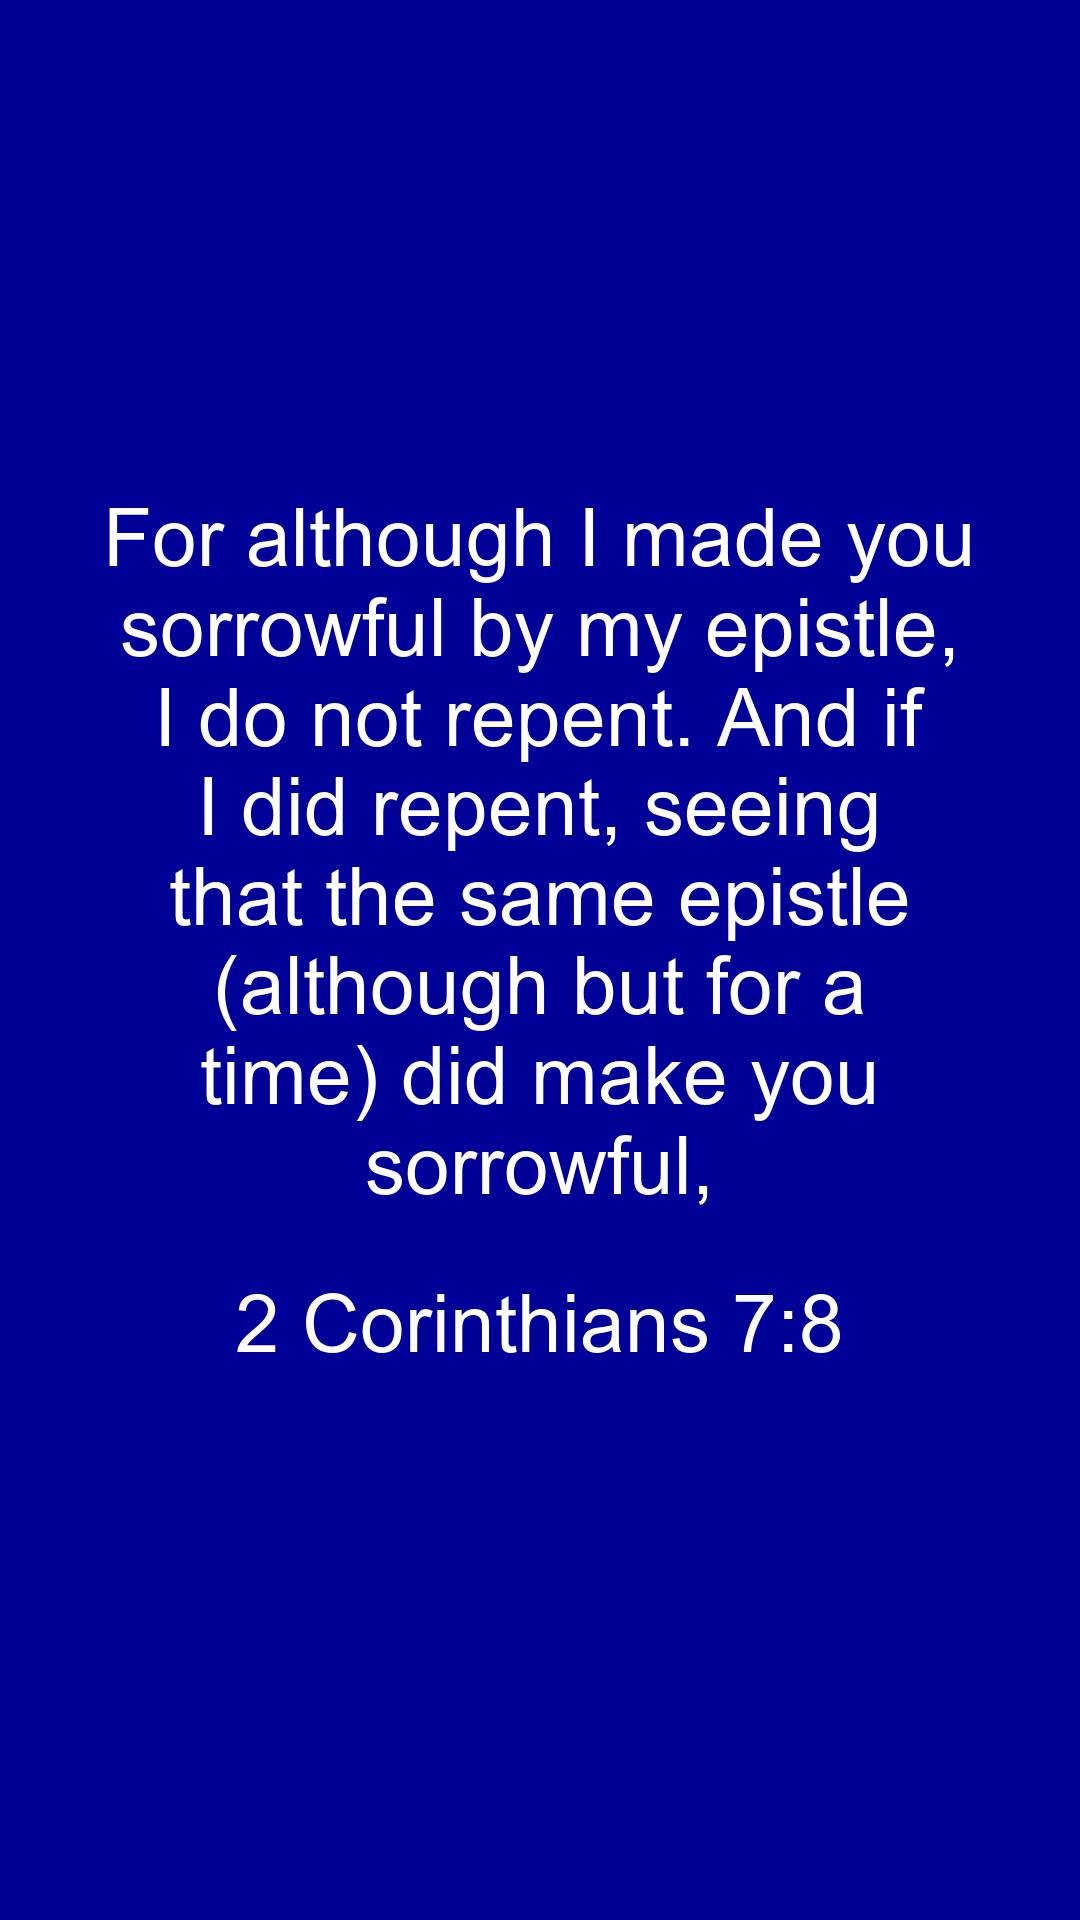 For although I made you
sorrowful by my epistle,
I do not repent. And if
I did repent, seeing
that the same epistle
(although but for a
time) did make you
sorrowful,
2 Corinthians 7:8